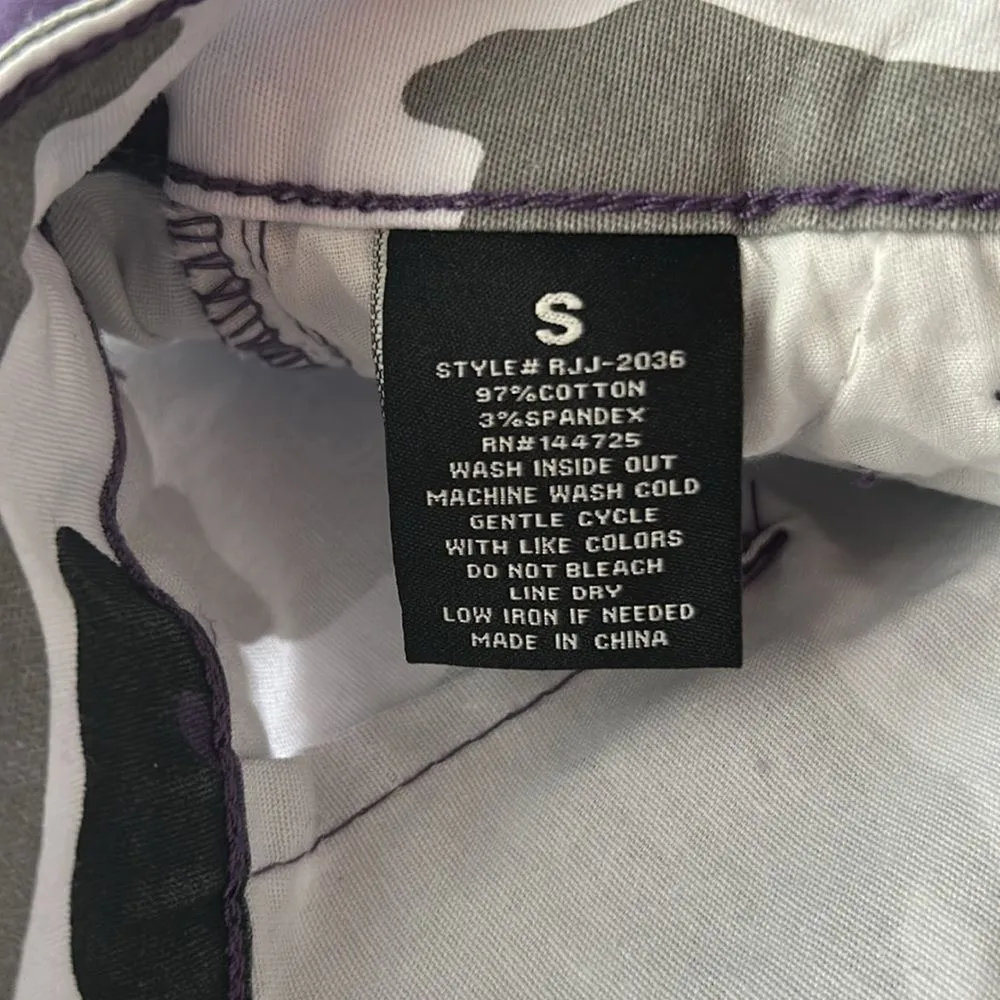 S
STYLE# RJJ-2036
97%COTTON
3%SPANDEX
RN#144725
WASH INSIDE OUT
MACHINE WASH COLD
GENTLE CYCLE
WITH LIKE COLORS
DO NOT BLEACH
LINE DRY
LOW IRON IF NEEDED
MADE IN CHINA